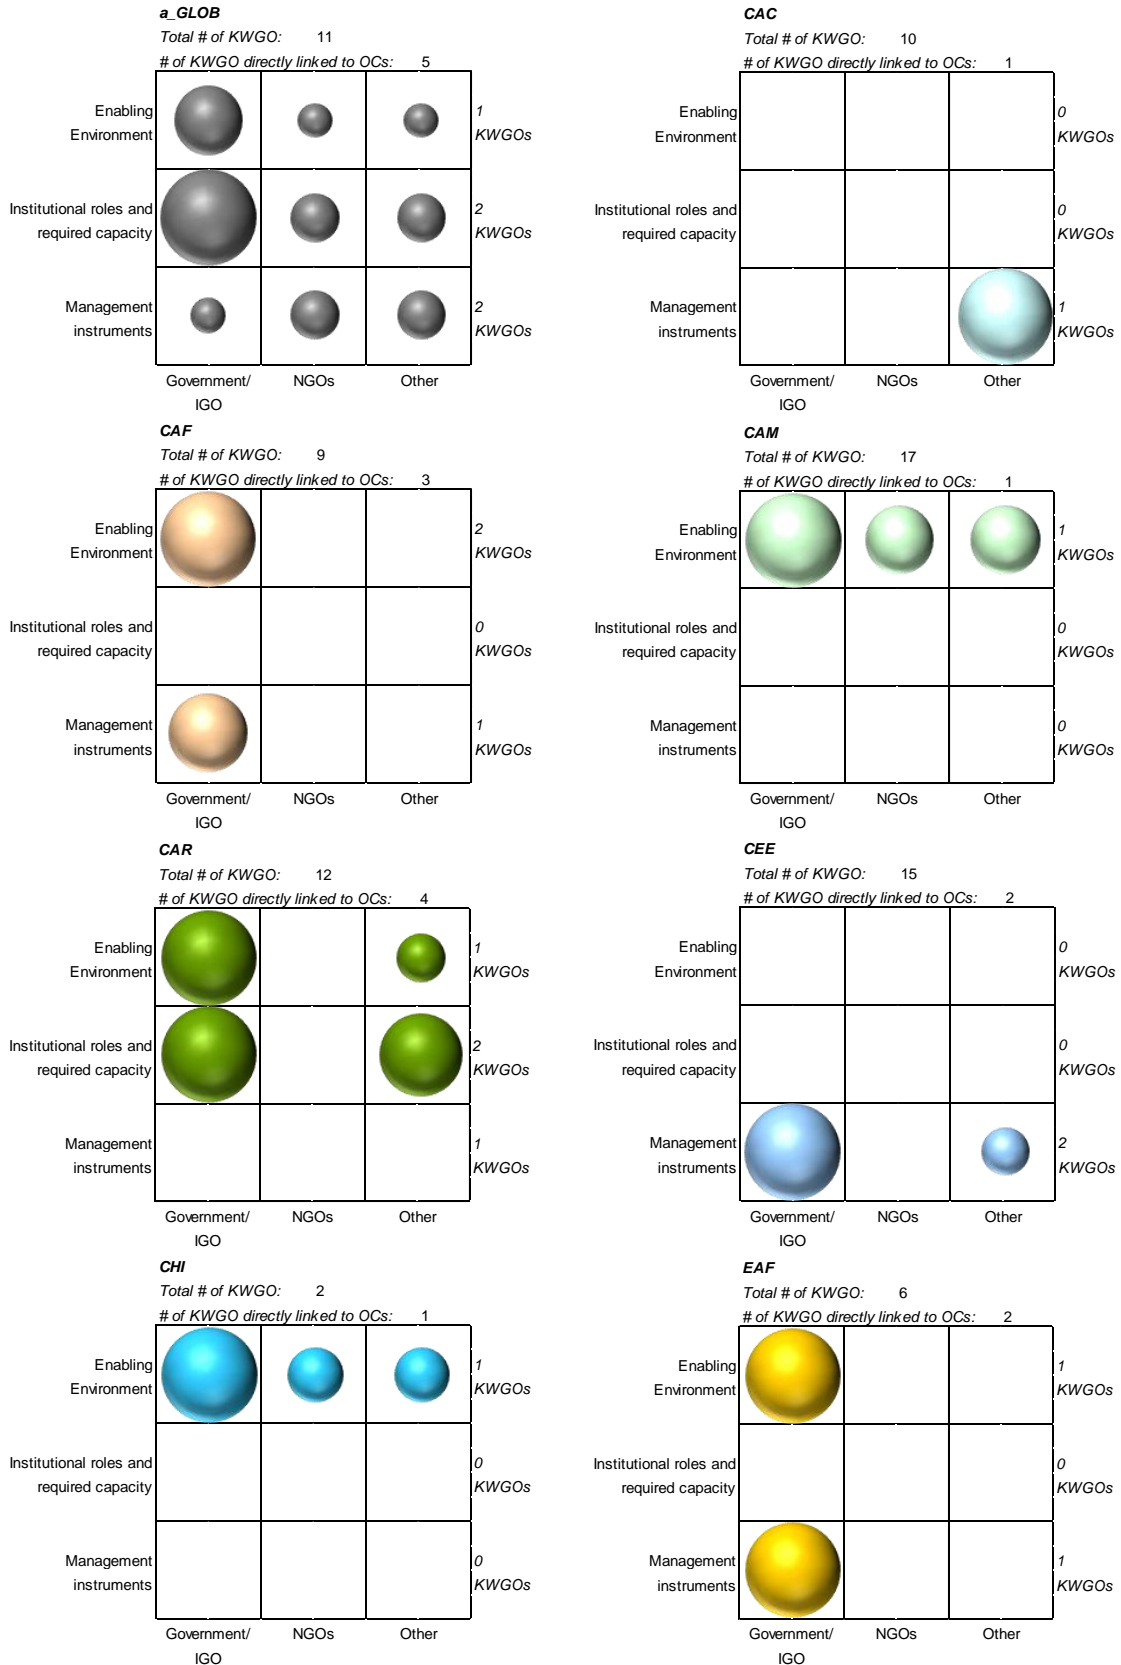 a_GLOB
Total # of KWGO: 11
# of KWGO directly linked to OCs: 5
Enabling
Environment
1
KWGOs
Institutional roles and
required capacity
2
KWGOs
Management
instruments
2
KWGOs
Government/
IGO
NGOs
Other
CAC
Total # of KWGO: 10
# of KWGO directly linked to OCs: 1
Enabling
Environment
0
KWGOs
Institutional roles and
required capacity
0
KWGOs
Management
instruments
1
KWGOs
Government/
IGO
NGOs
Other
CAF
Total # of KWGO: 9
# of KWGO directly linked to OCs: 3
Enabling
Environment
2
KWGOs
Institutional roles and
required capacity
0
KWGOs
Management
instruments
1
KWGOs
Government/
IGO
NGOs
Other
CAM
Total # of KWGO: 17
# of KWGO directly linked to OCs: 1
Enabling
Environment
1
KWGOs
Institutional roles and
required capacity
0
KWGOs
Management
instruments
0
KWGOs
Government/
IGO
NGOs
Other
CAR
Total # of KWGO: 12
# of KWGO directly linked to OCs: 4
Enabling
Environment
1
KWGOs
Institutional roles and
required capacity
2
KWGOs
Management
instruments
1
KWGOs
Government/
IGO
NGOs
Other
CEE
Total # of KWGO: 15
# of KWGO directly linked to OCs: 2
Enabling
Environment
0
KWGOs
Institutional roles and
required capacity
0
KWGOs
Management
instruments
2
KWGOs
Government/
IGO
NGOs
Other
CHI
Total # of KWGO: 2
# of KWGO directly linked to OCs: 1
Enabling
Environment
1
KWGOs
Institutional roles and
required capacity
0
KWGOs
Management
instruments
0
KWGOs
Government/
IGO
NGOs
Other
EAF
Total # of KWGO: 6
# of KWGO directly linked to OCs: 2
Enabling
Environment
1
KWGOs
Institutional roles and
required capacity
0
KWGOs
Management
instruments
1
KWGOs
Government/
IGO
NGOs
Other